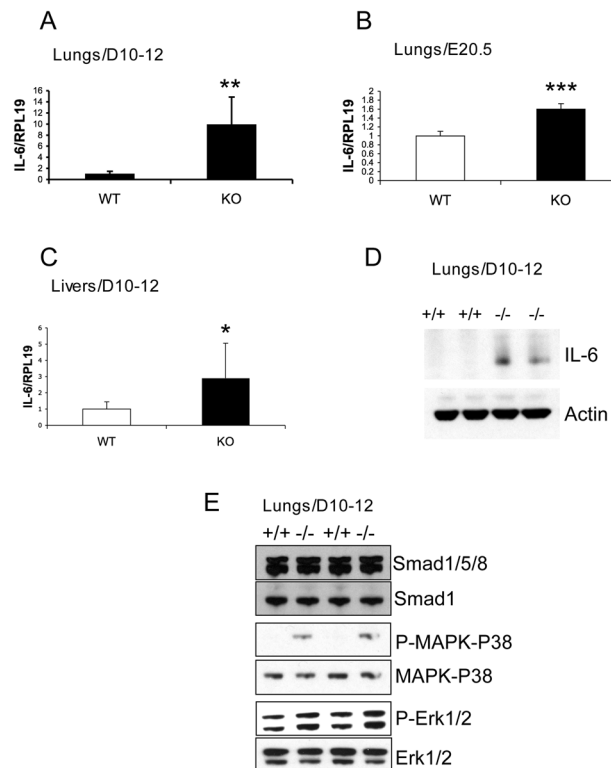 A
Lungs/D10-12
**
16
14
12
10
8
6
4
2
0
IL-6/RPL19
WT KO
B
Lungs/E20.5
***
2
1.8
1.6
1.4
1.2
1
0.8
0.6
0.4
0.2
0
IL-6/RPL19
WT KO
C
Livers/D10-12
*
6
5
4
3
2
1
0
IL-6/RPL19
WT KO
D
Lungs/D10-12
+/+ +/+ -/- -/-
IL-6
Actin
E
Lungs/D10-12
+/+ -/- +/+ -/-
Smad1/5/8
Smad1
P-MAPK-P38
MAPK-P38
P-Erk1/2
Erk1/2